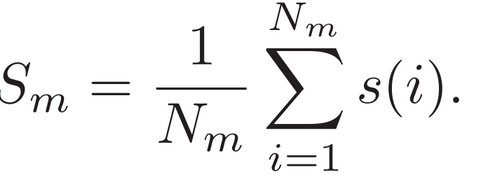 S_m = \frac{1}{N_m} \sum_{i=1}^{N_m} s(i).